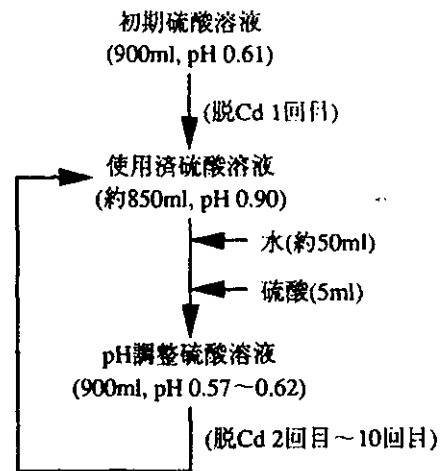 初期硫酸溶液
(900ml, pH 0.61)
(脱Cd 1回目)
使用済硫酸溶液
(約850ml, pH 0.90)
水(約50ml)
硫酸(5ml)
pH調整硫酸溶液
(900ml, pH 0.57〜0.62)
(脱Cd 2回目〜10回目)